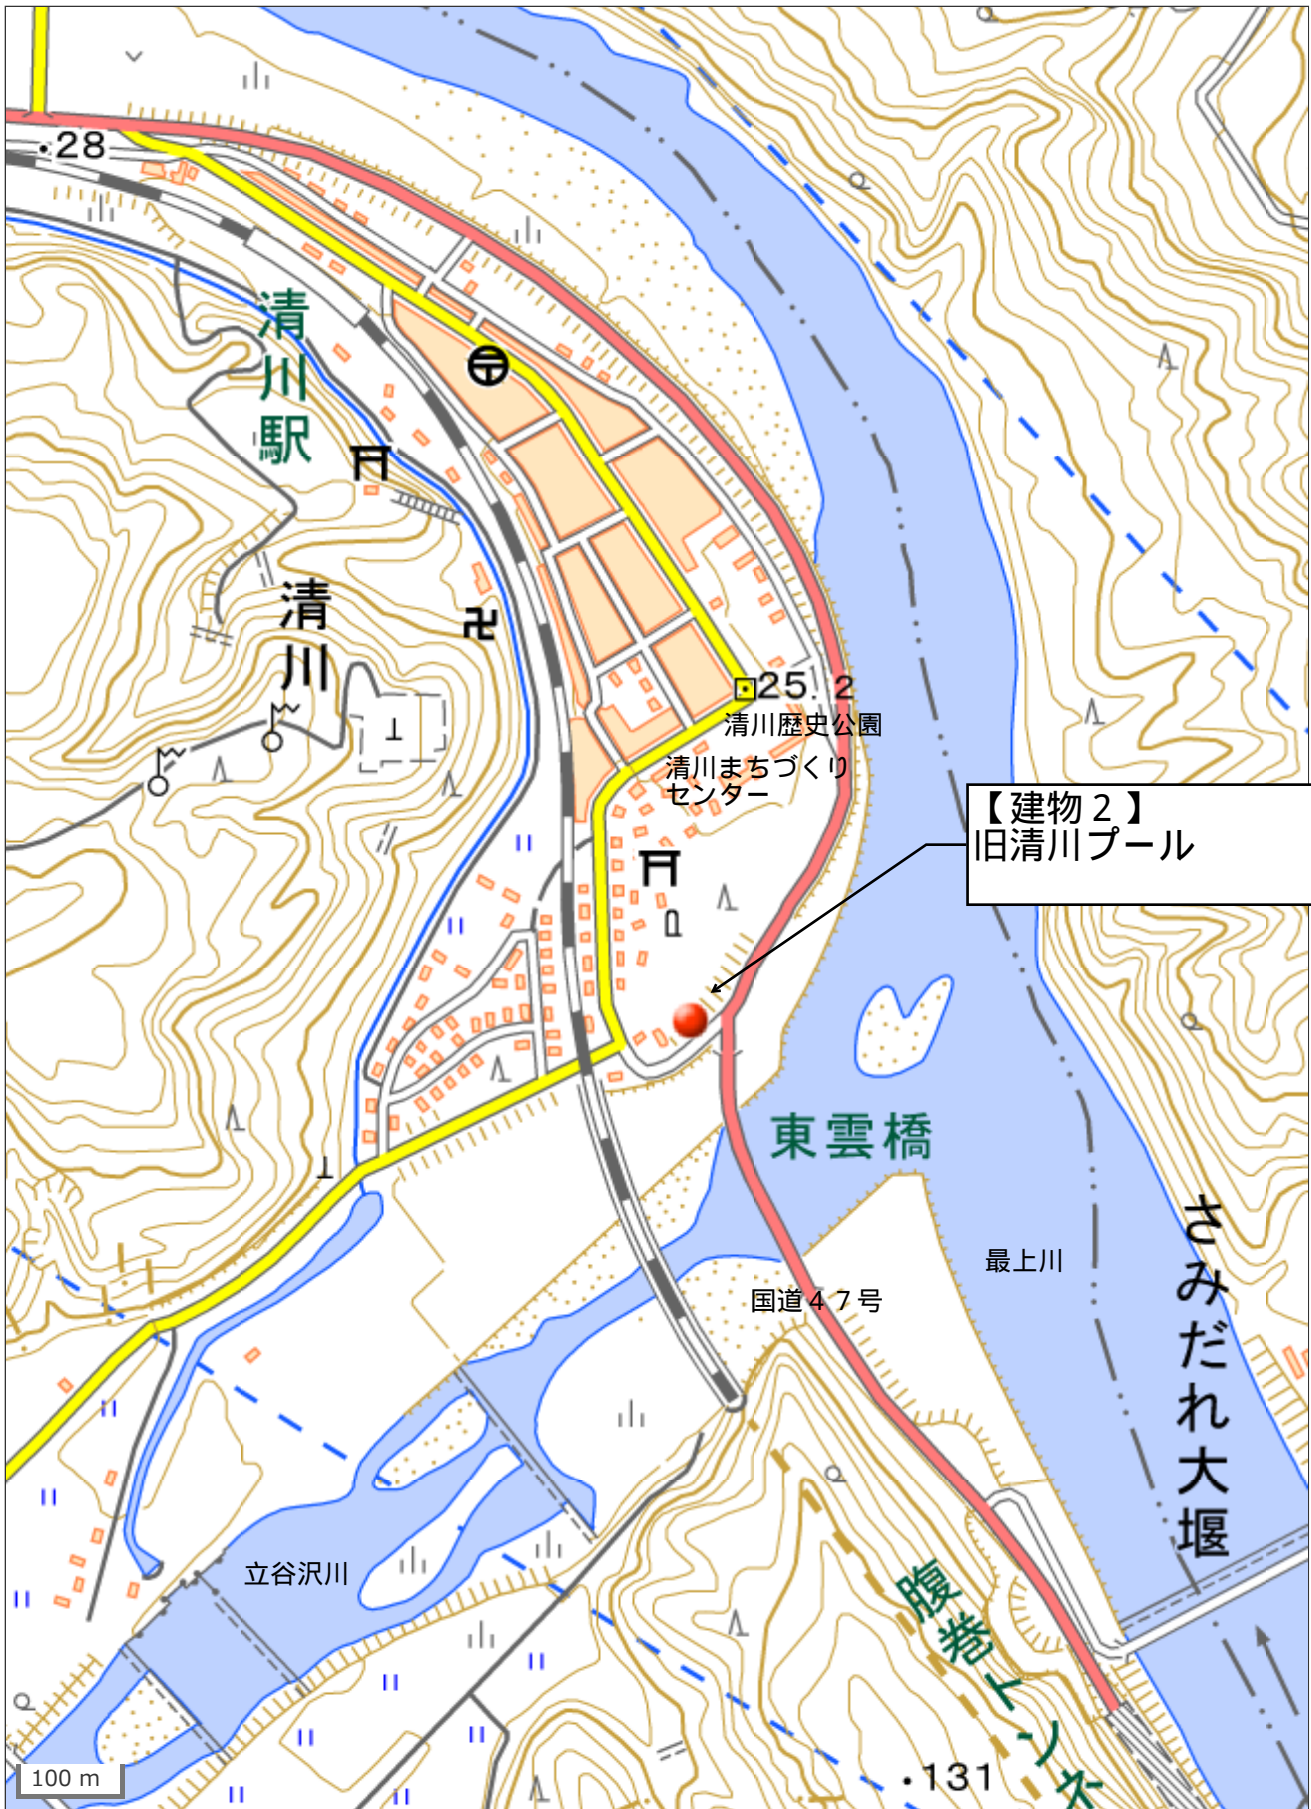 28
清川駅
清川
25.2
清川歴史公園
清川まちづくり
センター
【建物２】
旧清川プール
東雲橋
最上川
さみだれ大堰
国道４７号
立谷沢川
腹巻トンネ
131
100 m